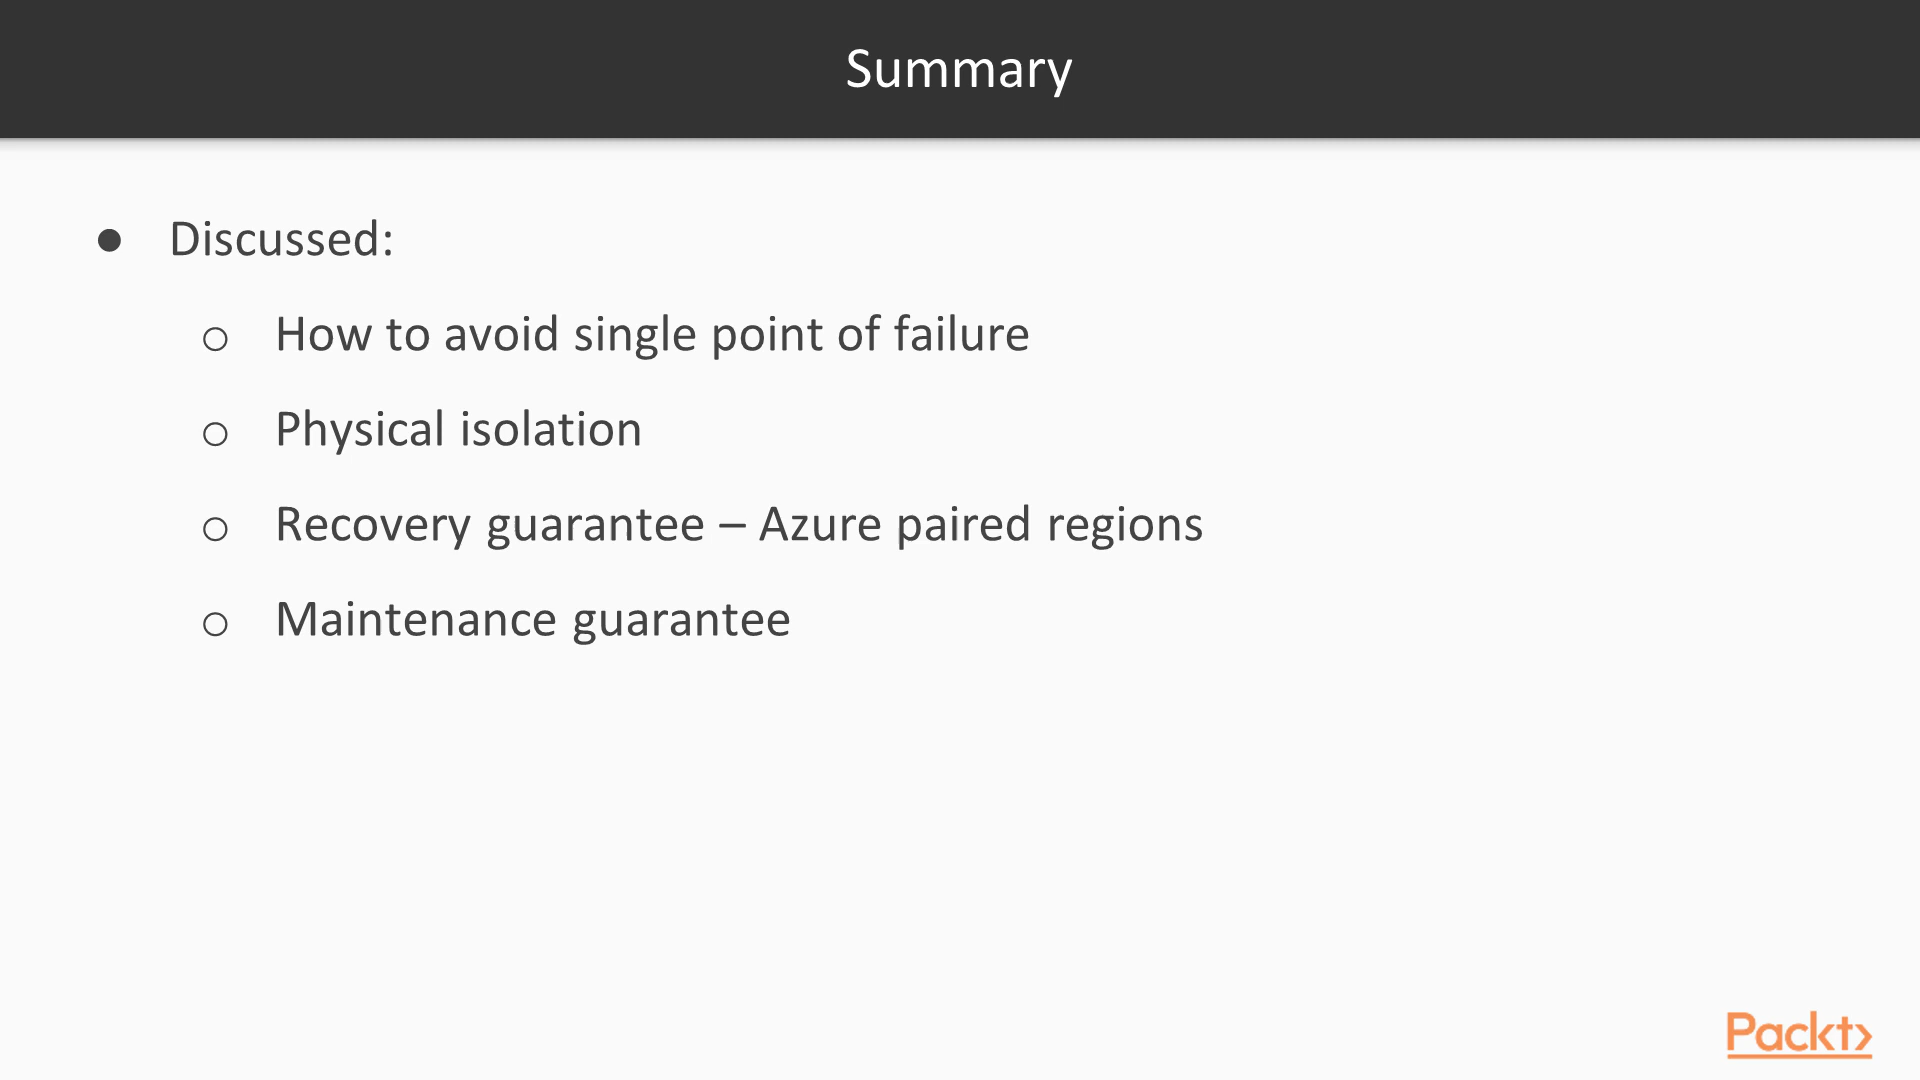 Summary
● Discussed:
○ How to avoid single point of failure
○ Physical isolation
○ Recovery guarantee – Azure paired regions
○ Maintenance guarantee
Packt>